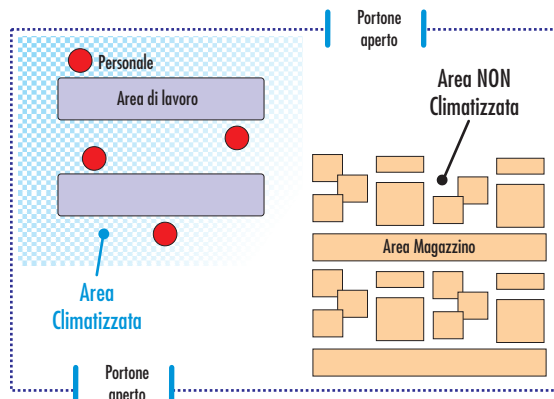 Portone
aperto
Personale
Area di lavoro
Area NON
Climatizzata
Area Magazzino
Area
Climatizzata
Portone
aperto